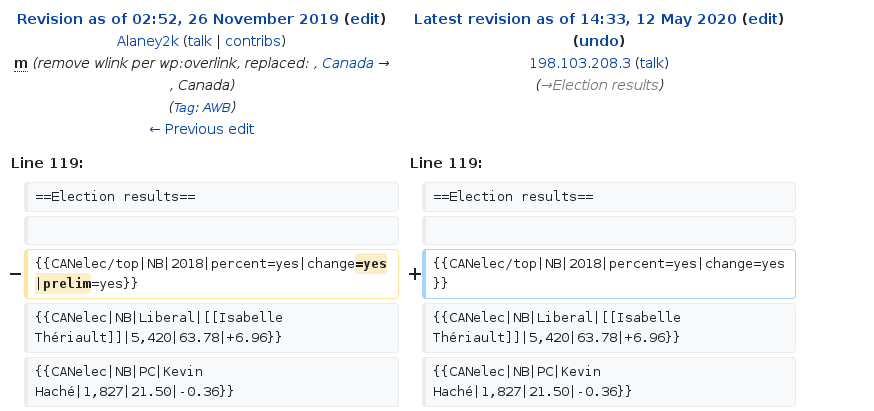 Revision as of 02:52, 26 November 2019 (edit)
Alaney2k (talk | contribs)
m (remove wlink per wp:overlink, replaced: , Canada →
, Canada)
(Tag: AWB)
← Previous edit
Latest revision as of 14:33, 12 May 2020 (edit)
(undo)
198.103.208.3 (talk)
(→Election results)
Line 119:
Line 119:
==Election results==
==Election results==
−
{{CANelec/top|NB|2018|percent=yes|change=yes
|prelim=yes}}
+
{{CANelec/top|NB|2018|percent=yes|change=yes
}}
{{CANelec|NB|Liberal|[[Isabelle
Thériault]]|5,420|63.78|+6.96}}
{{CANelec|NB|Liberal|[[Isabelle
Thériault]]|5,420|63.78|+6.96}}
{{CANelec|NB|PC|Kevin
Haché|1,827|21.50|-0.36}}
{{CANelec|NB|PC|Kevin
Haché|1,827|21.50|-0.36}}